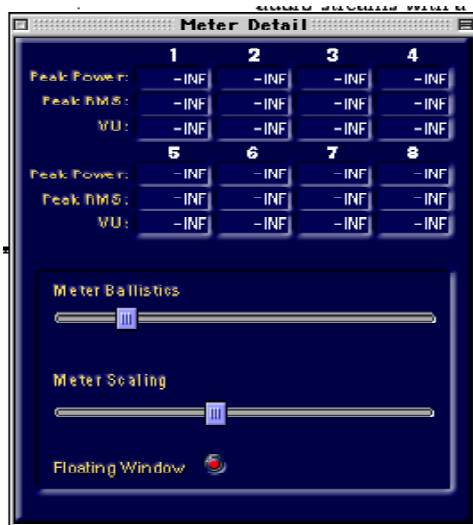 Meter Detail
1 2 3 4
Peak Power: -INF -INF -INF -INF
Peak RMS: -INF -INF -INF -INF
VU: -INF -INF -INF -INF
5 6 7 8
Peak Power: -INF -INF -INF -INF
Peak RMS: -INF -INF -INF -INF
VU: -INF -INF -INF -INF
Meter Ballistics
Meter Scaling
Floating Window